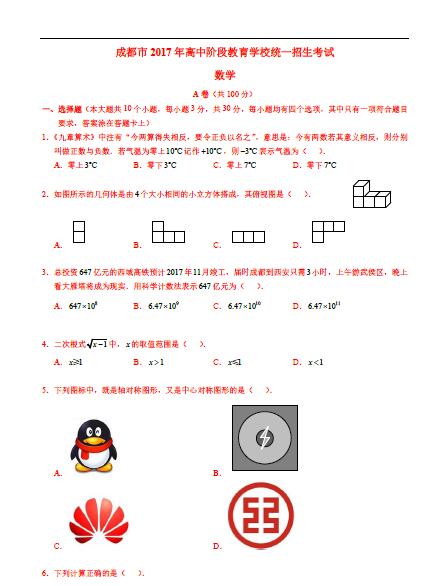 成都市 2017 年高中阶段教育学校统一招生考试
数学
A 卷（共 100 分）
一、选择题（本大题共 10 个小题，每小题 3 分，共 30 分，每小题均有四个选项，其中只有一项符合题目
要求，答案涂在答题卡上）
1.《九章算术》中注有“今两算得失相反，要令正负以名之”，意思是：今有两数若其意义相反，则分别
叫做正数与负数．若气温为零上10℃记作+10℃，则−3℃表示气温为（ ）．
A．零上3℃ B．零下3℃ C．零上7℃ D．零下7℃
2．如图所示的几何体是由4个大小相同的小立方体搭成，其俯视图是（ ）．
A． B． C． D．
3．总投资647亿元的西域高铁预计2017年11月竣工，届时成都到西安只需3小时，上午游武侯区，晚上
看大雁塔将成为现实．用科学计数法表示647亿元为（ ）．
A．647×10⁸ B．6.47×10⁹ C．6.47×10¹⁰ D．6.47×10¹¹
4．二次根式√x−1中，x的取值范围是（ ）．
A．x≥1 B．x＞1 C．x≤1 D．x＜1
5．下列图标中，既是轴对称图形，又是中心对称图形的是（ ）．
A． B．
C． D．
6．下列计算正确的是（ ）．